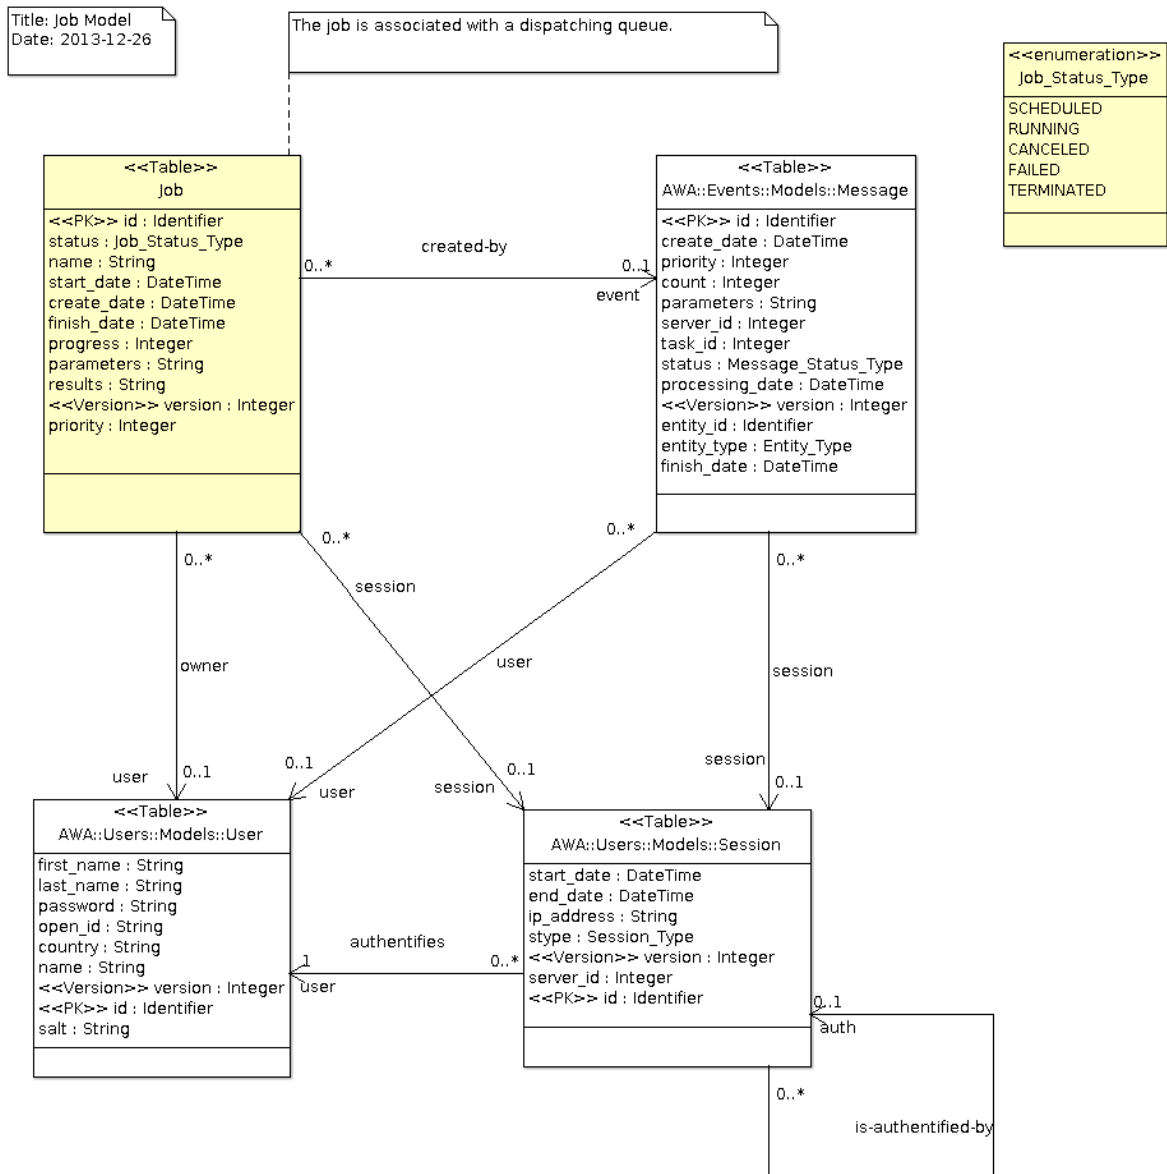 Title: Job Model
Date: 2013-12-26
The job is associated with a dispatching queue.
<<enumeration>>
Job_Status_Type
SCHEDULED
RUNNING
CANCELED
FAILED
TERMINATED
<<Table>>
Job
<<PK>> id : Identifier
status : Job_Status_Type
name : String
start_date : DateTime
create_date : DateTime
finish_date : DateTime
progress : Integer
parameters : String
results : String
<<Version>> version : Integer
priority : Integer
created-by
0..*
0..1
event
<<Table>>
AWA::Events::Models::Message
<<PK>> id : Identifier
create_date : DateTime
priority : Integer
count : Integer
parameters : String
server_id : Integer
task_id : Integer
status : Message_Status_Type
processing_date : DateTime
<<Version>> version : Integer
entity_id : Identifier
entity_type : Entity_Type
finish_date : DateTime
0..*
owner
user
0..1
0..*
session
session
0..1
0..*
user
0..1
user
0..*
session
session
0..1
<<Table>>
AWA::Users::Models::User
first_name : String
last_name : String
password : String
open_id : String
country : String
name : String
<<Version>> version : Integer
<<PK>> id : Identifier
salt : String
authentifies
1
0..*
user
<<Table>>
AWA::Users::Models::Session
start_date : DateTime
end_date : DateTime
ip_address : String
stype : Session_Type
<<Version>> version : Integer
server_id : Integer
<<PK>> id : Identifier
0..1
auth
0..*
is-authentified-by